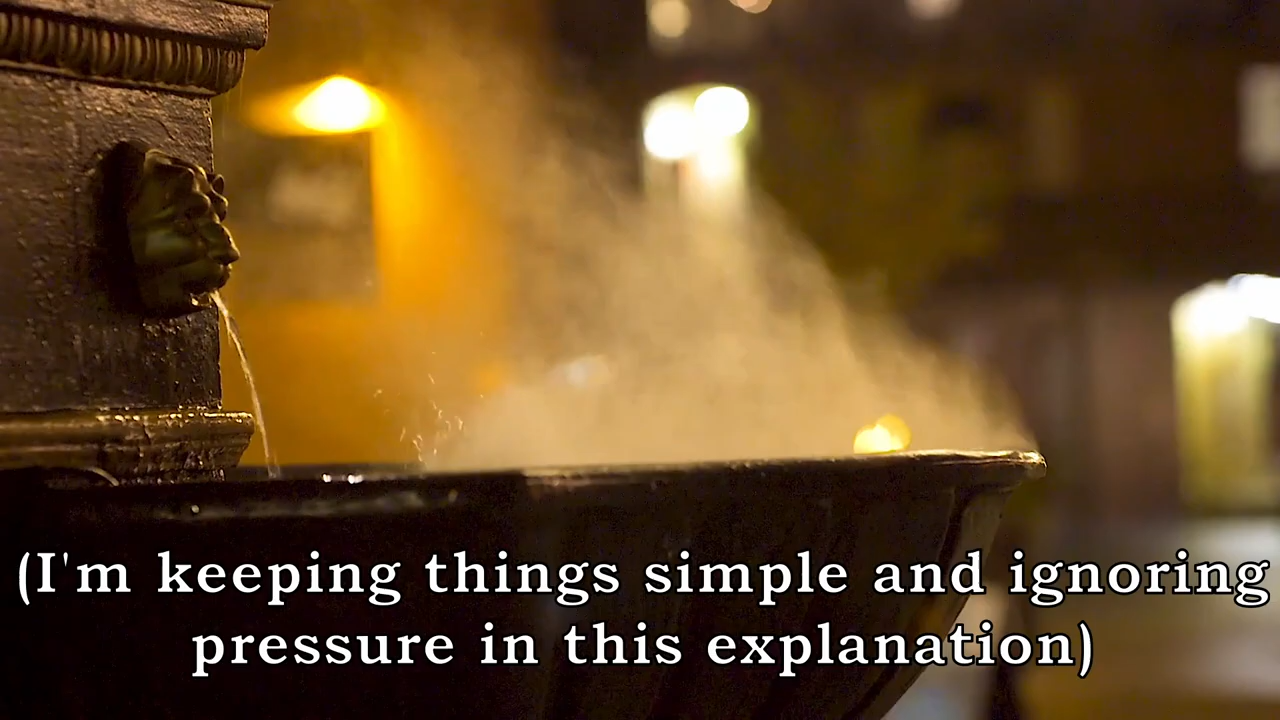 (I'm keeping things simple and ignoring
pressure in this explanation)